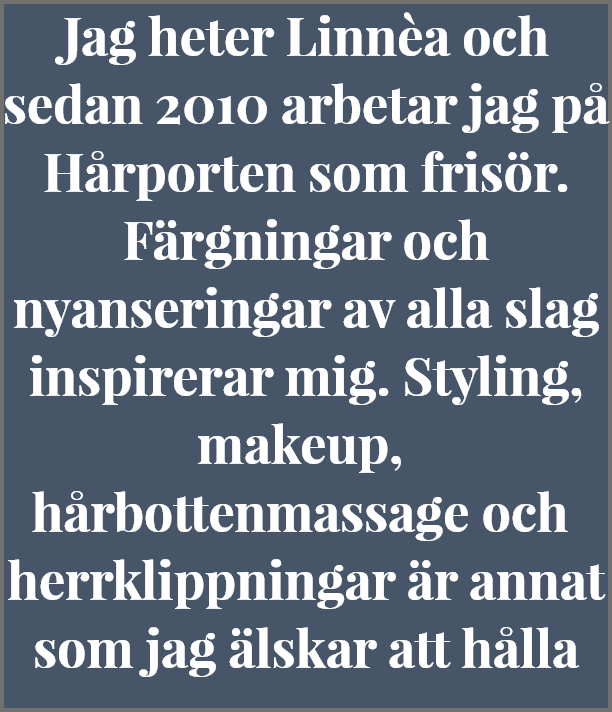 Jag heter Linnèa och
sedan 2010 arbetar jag på
Hårporten som frisör.
Färgningar och
nyanseringar av alla slag
inspirerar mig. Styling,
makeup,
hårbottenmassage och
herrklippningar är annat
som jag älskar att hålla